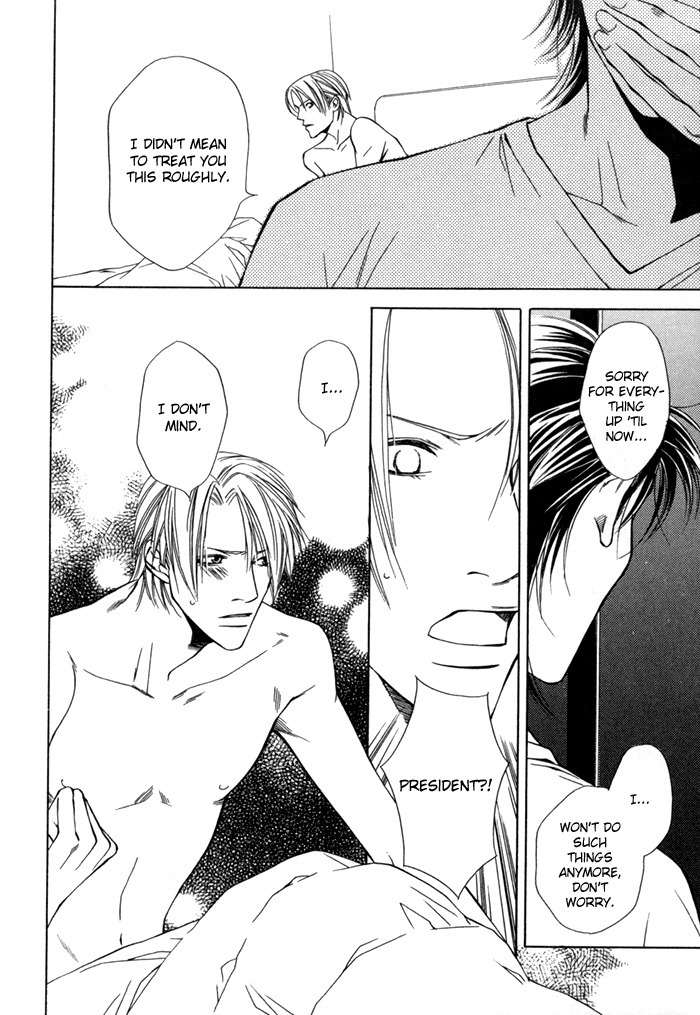 I DIDN'T MEAN
TO TREAT YOU
THIS ROUGHLY.
SORRY
FOR EVERY-
THING
UP 'TIL
NOW...
I...
WON'T DO
SUCH
THINGS
ANYMORE,
DON'T
WORRY.
PRESIDENT?!
I...
I DON'T
MIND.